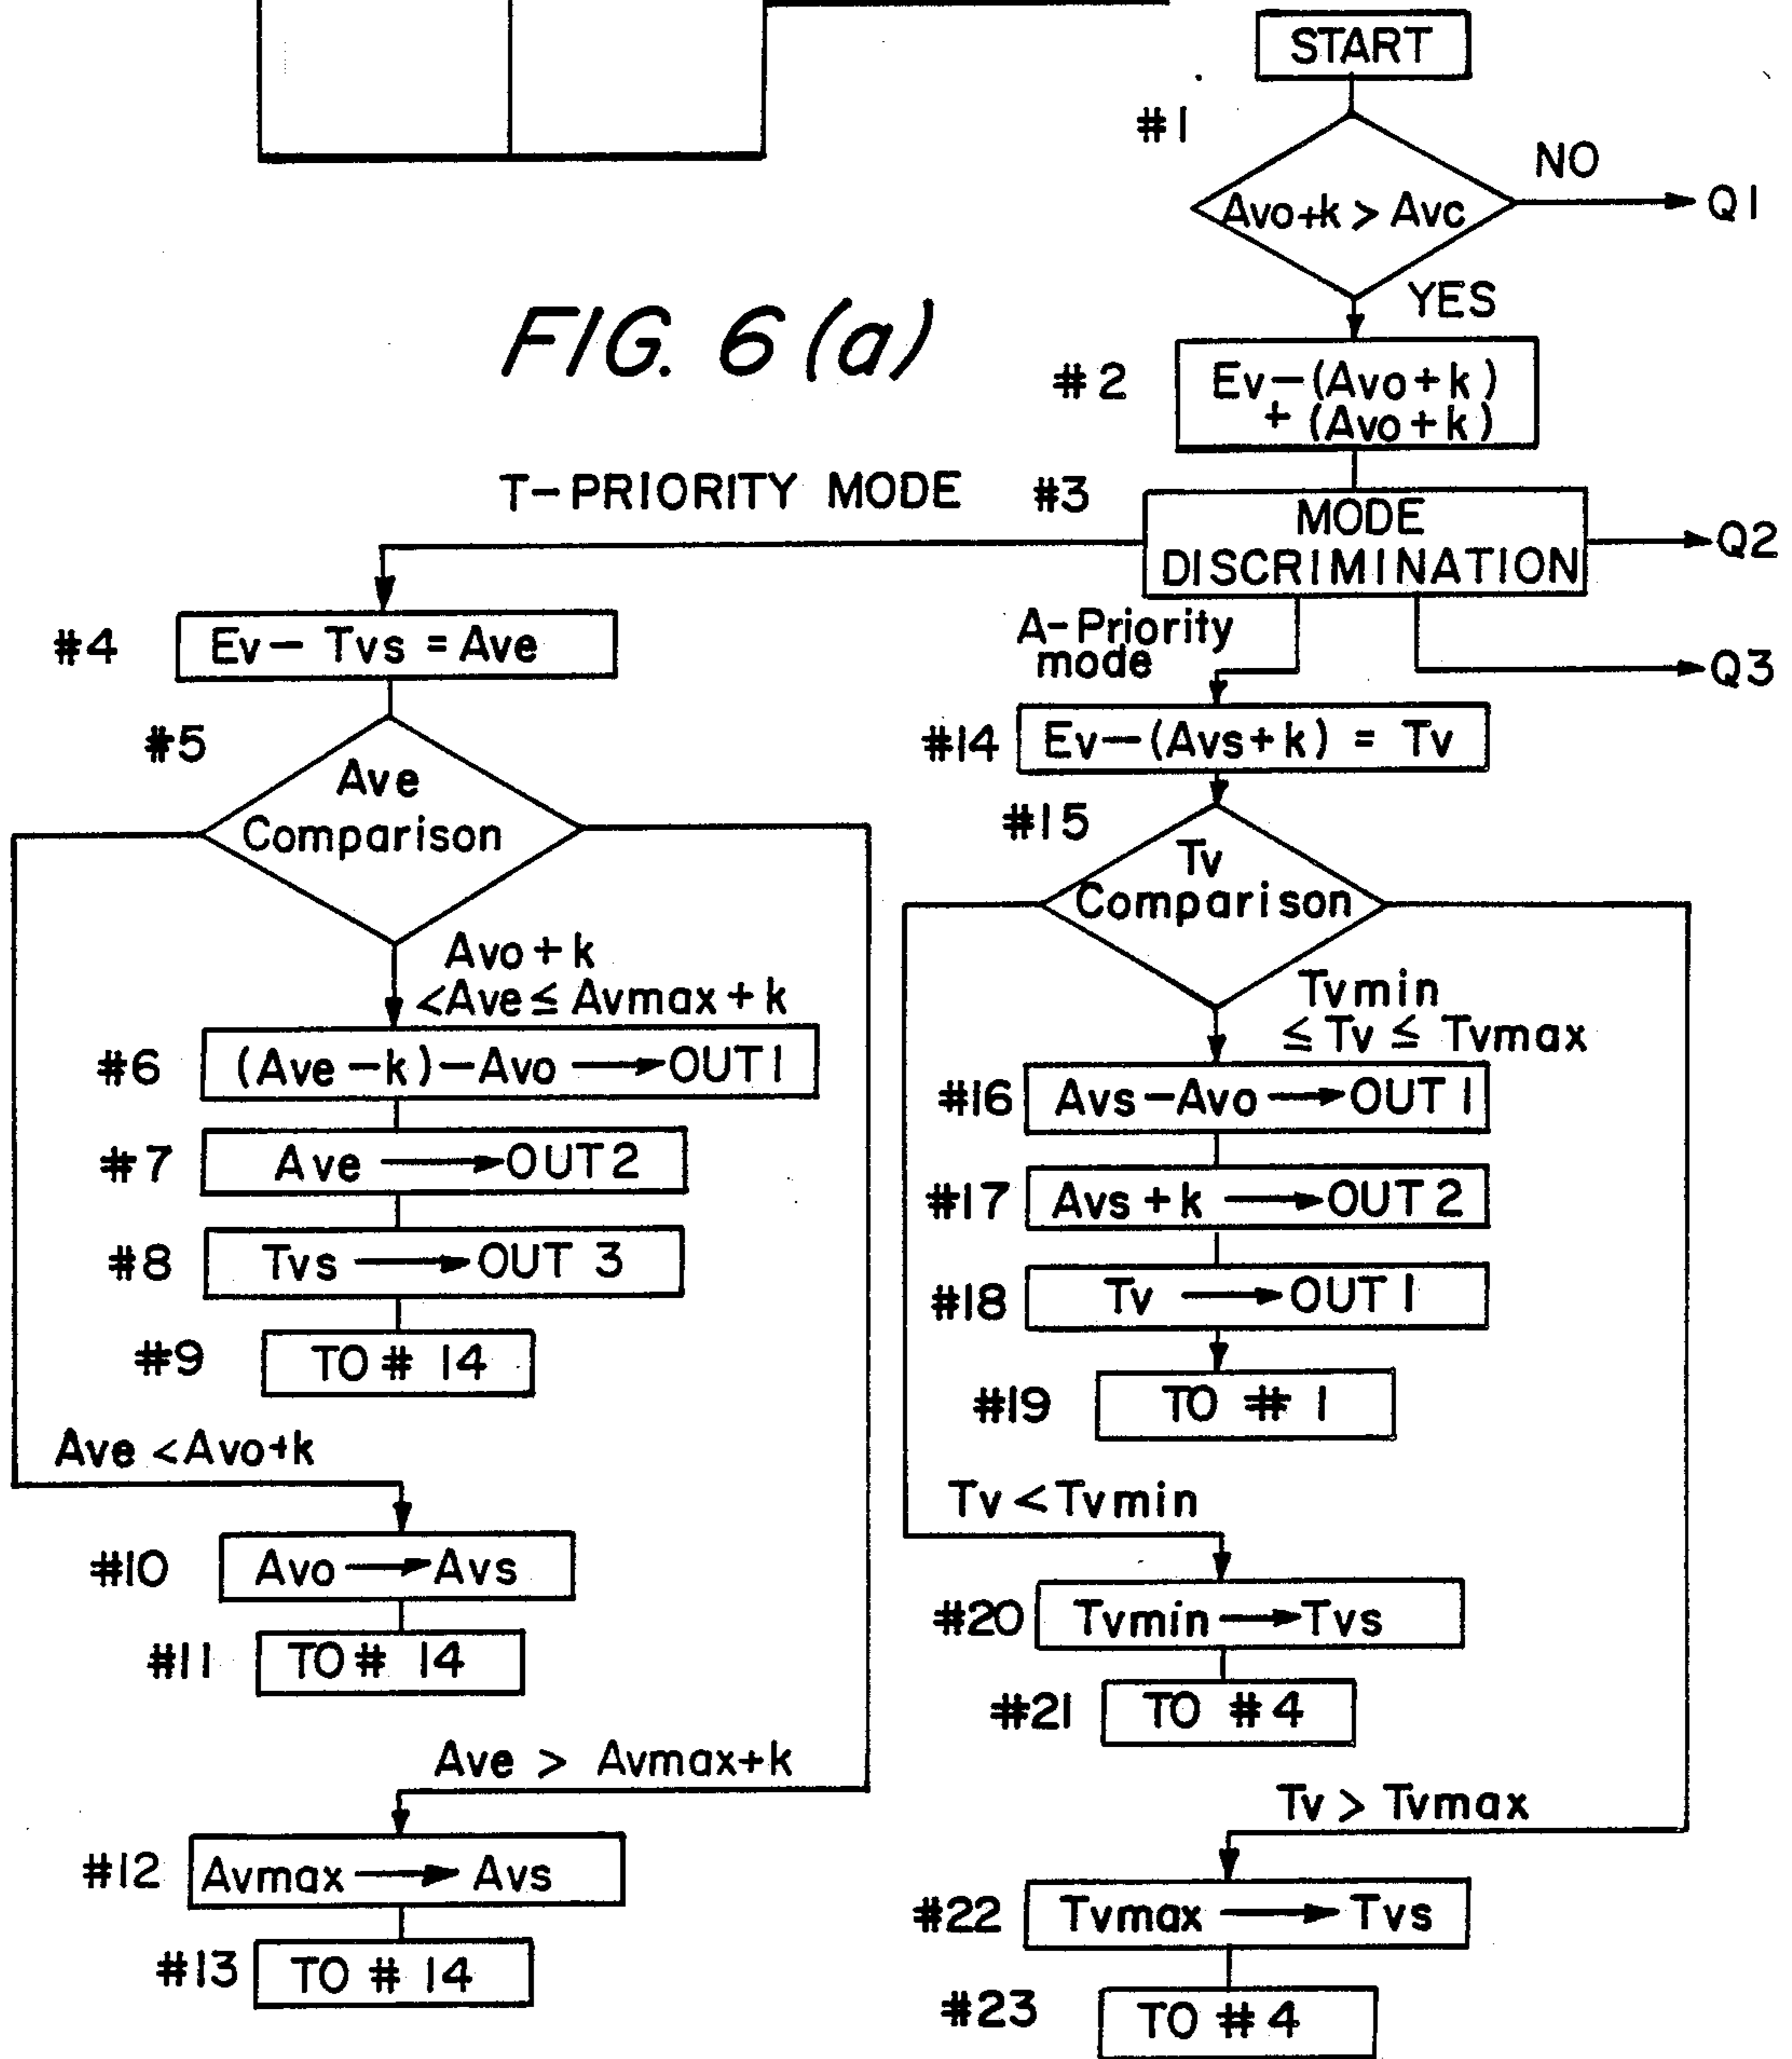 START
#1
Avo+k > Avc
NO
Q1
YES
FIG. 6 (a)
#2
Ev-(Avo+k)
+ (Avo+k)
T-PRIORITY MODE
#3
MODE
DISCRIMINATION
Q2
A-Priority
mode
Q3
#4
Ev - Tvs = Ave
#14
Ev-(Avs+k) = Tv
#5
Ave
Comparison
#15
Tv
Comparison
Avo + k
<Ave ≤ Avmax + k
Tvmin
≤ Tv ≤ Tvmax
#6
(Ave -k)-Avo → OUT1
#16
Avs-Avo → OUT 1
#7
Ave → OUT2
#17
Avs + k → OUT 2
#8
Tvs → OUT 3
#18
Tv → OUT 1
#9
TO # 14
#19
TO # 1
Ave <Avo+k
Tv < Tvmin
#10
Avo → Avs
#20
Tvmin → Tvs
#11
TO # 14
#21
TO #4
Ave > Avmax+k
Tv > Tvmax
#12
Avmax → Avs
#22
Tvmax → Tvs
#13
TO # 14
#23
TO #4